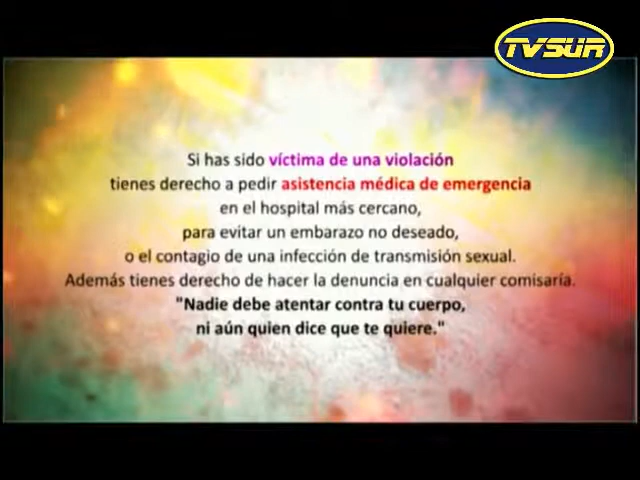 TVSUR
Si has sido víctima de una violación
tienes derecho a pedir asistencia médica de emergencia
en el hospital más cercano,
para evitar un embarazo no deseado,
o el contagio de una infección de transmisión sexual.
Además tienes derecho de hacer la denuncia en cualquier comisaría.
"Nadie debe atentar contra tu cuerpo,
ni aún quien dice que te quiere."